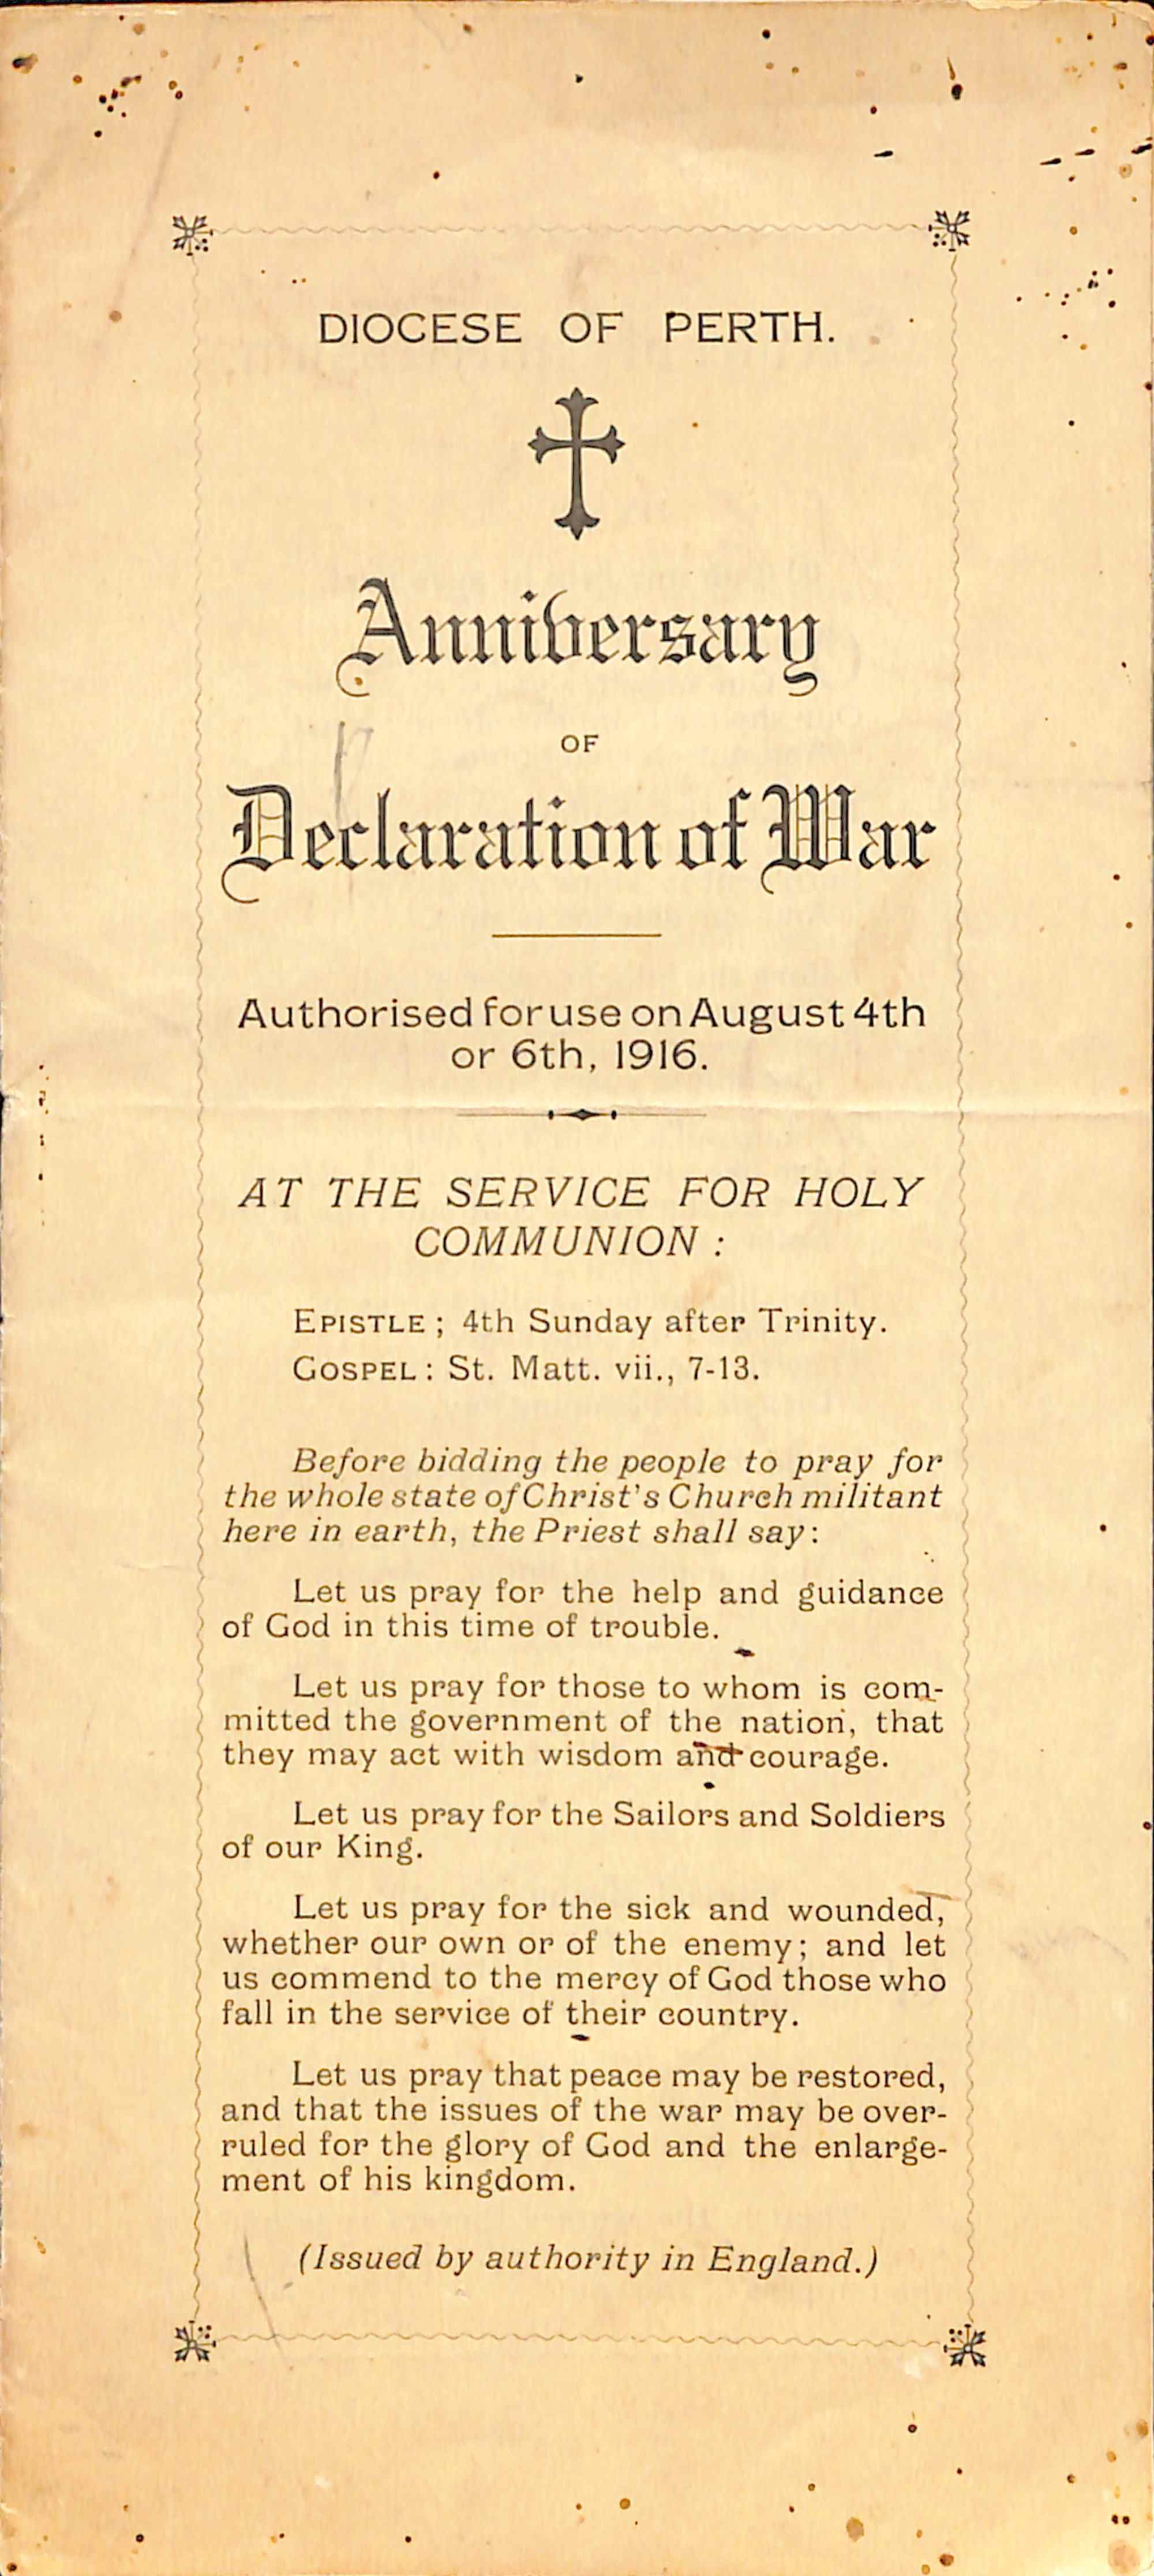 DIOCESE OF PERTH.
Anniversary
OF
Declaration of War
Authorised for use on August 4th
or 6th, 1916.
AT THE SERVICE FOR HOLY
COMMUNION :
EPISTLE ; 4th Sunday after Trinity.
GOSPEL : St. Matt. vii., 7-13.
Before bidding the people to pray for
the whole state of Christ's Church militant
here in earth, the Priest shall say :
Let us pray for the help and guidance
of God in this time of trouble.
Let us pray for those to whom is com-
mitted the government of the nation, that
they may act with wisdom and courage.
Let us pray for the Sailors and Soldiers
of our King.
Let us pray for the sick and wounded,
whether our own or of the enemy; and let
us commend to the mercy of God those who
fall in the service of their country.
Let us pray that peace may be restored,
and that the issues of the war may be over-
ruled for the glory of God and the enlarge-
ment of his kingdom.
(Issued by authority in England.)